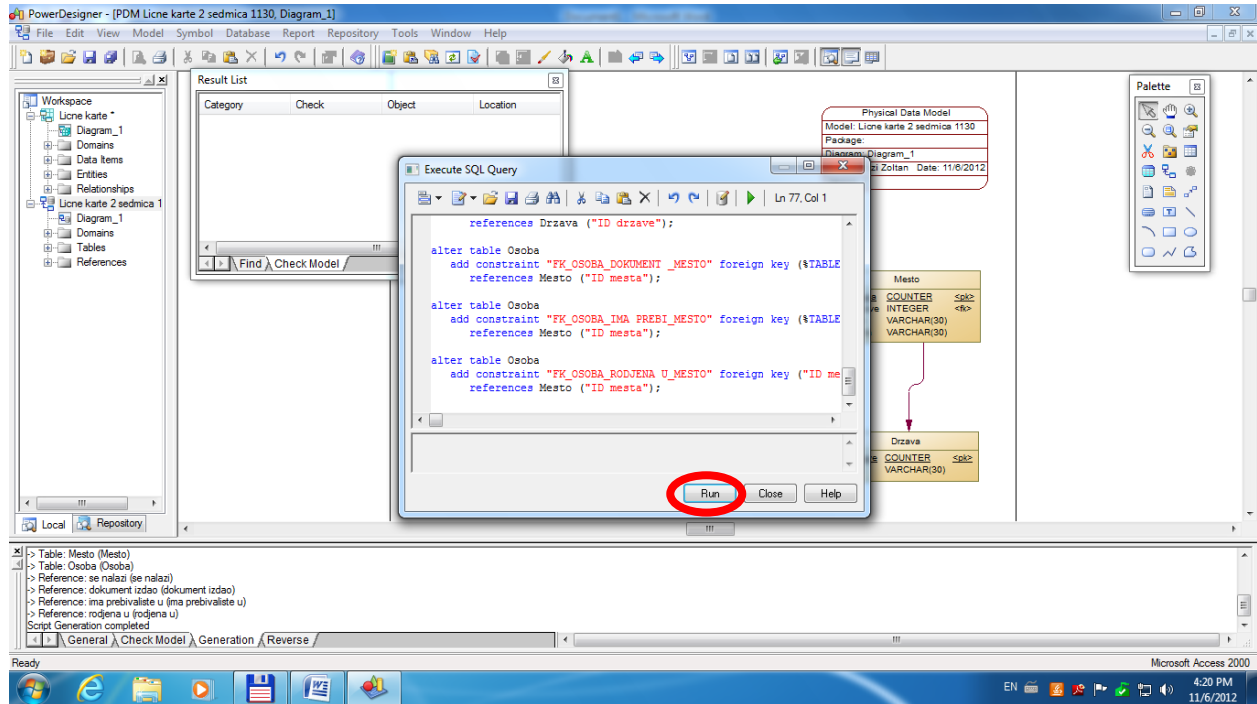 PowerDesigner - [PDM Licne karte 2 sedmica 1130, Diagram_1]
File Edit View Model Symbol Database Report Repository Tools Window Help
Workspace
Licne karte *
Diagram_1
Domains
Data Items
Entities
Relationships
Licne karte 2 sedmica 1
Diagram_1
Domains
Tables
References
Local Repository
Result List
Category Check Object Location
Find Check Model
Physical Data Model
Model: Licne karte 2 sedmica 1130
Package:
Diagram: Diagram_1
Zoltan Date: 11/6/2012
Palette
Execute SQL Query
Ln 77, Col 1
references Drzava ("ID drzave");
alter table Osoba
add constraint "FK_OSOBA_DOKUMENT _MESTO" foreign key (%TABLE
references Mesto ("ID mesta");
alter table Osoba
add constraint "FK_OSOBA_IMA PREBI_MESTO" foreign key (%TABLE
references Mesto ("ID mesta");
alter table Osoba
add constraint "FK_OSOBA_RODJENA U_MESTO" foreign key ("ID me
references Mesto ("ID mesta");
Run Close Help
Mesto
COUNTER <pk>
INTEGER <fk>
VARCHAR(30)
VARCHAR(30)
Drzava
COUNTER <pk>
VARCHAR(30)
-> Table: Mesto (Mesto)
-> Table: Osoba (Osoba)
-> Reference: se nalazi (se nalazi)
-> Reference: dokument izdao (dokument izdao)
-> Reference: ima prebivaliste u (ima prebivaliste u)
-> Reference: rodjena u (rodjena u)
Script Generation completed
General Check Model Generation Reverse
Ready
Microsoft Access 2000
EN
4:20 PM
11/6/2012